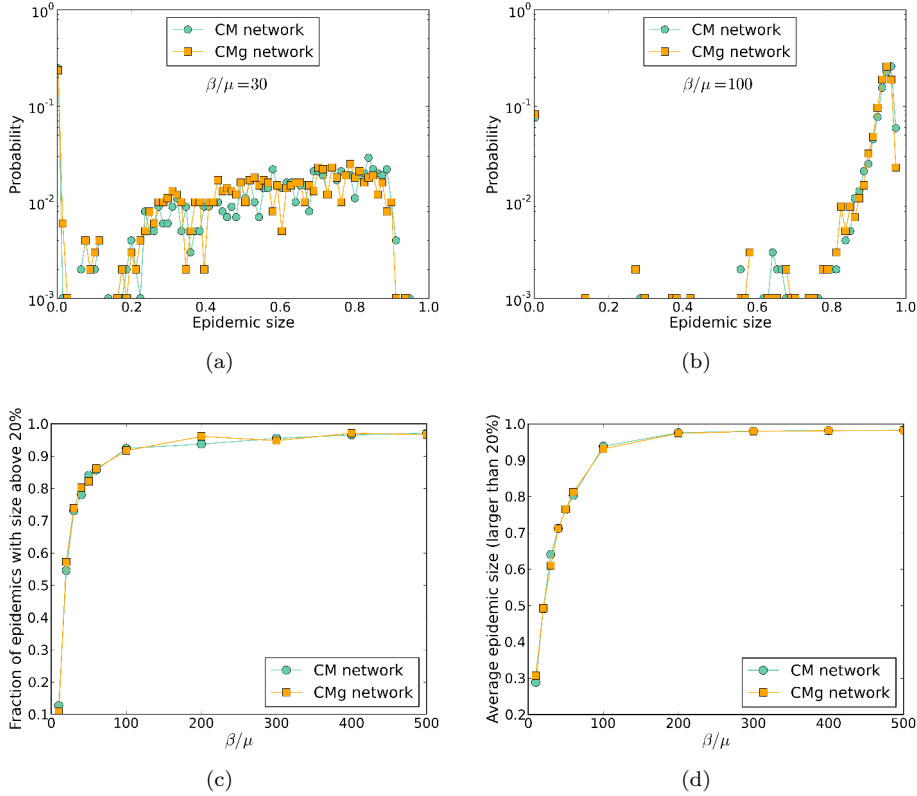 10^0
10^-1
10^-2
10^-3
Probability
CM network
CMg network
β/μ=30
0.0 0.2 0.4 0.6 0.8 1.0
Epidemic size
(a)
10^0
10^-1
10^-2
10^-3
Probability
CM network
CMg network
β/μ=100
0.0 0.2 0.4 0.6 0.8 1.0
Epidemic size
(b)
1.0
0.9
0.8
0.7
0.6
0.5
0.4
0.3
0.2
0.1
Fraction of epidemics with size above 20%
CM network
CMg network
0 100 200 300 400 500
β/μ
(c)
1.0
0.9
0.8
0.7
0.6
0.5
0.4
0.3
0.2
Average epidemic size (larger than 20%)
CM network
CMg network
0 100 200 300 400 500
β/μ
(d)